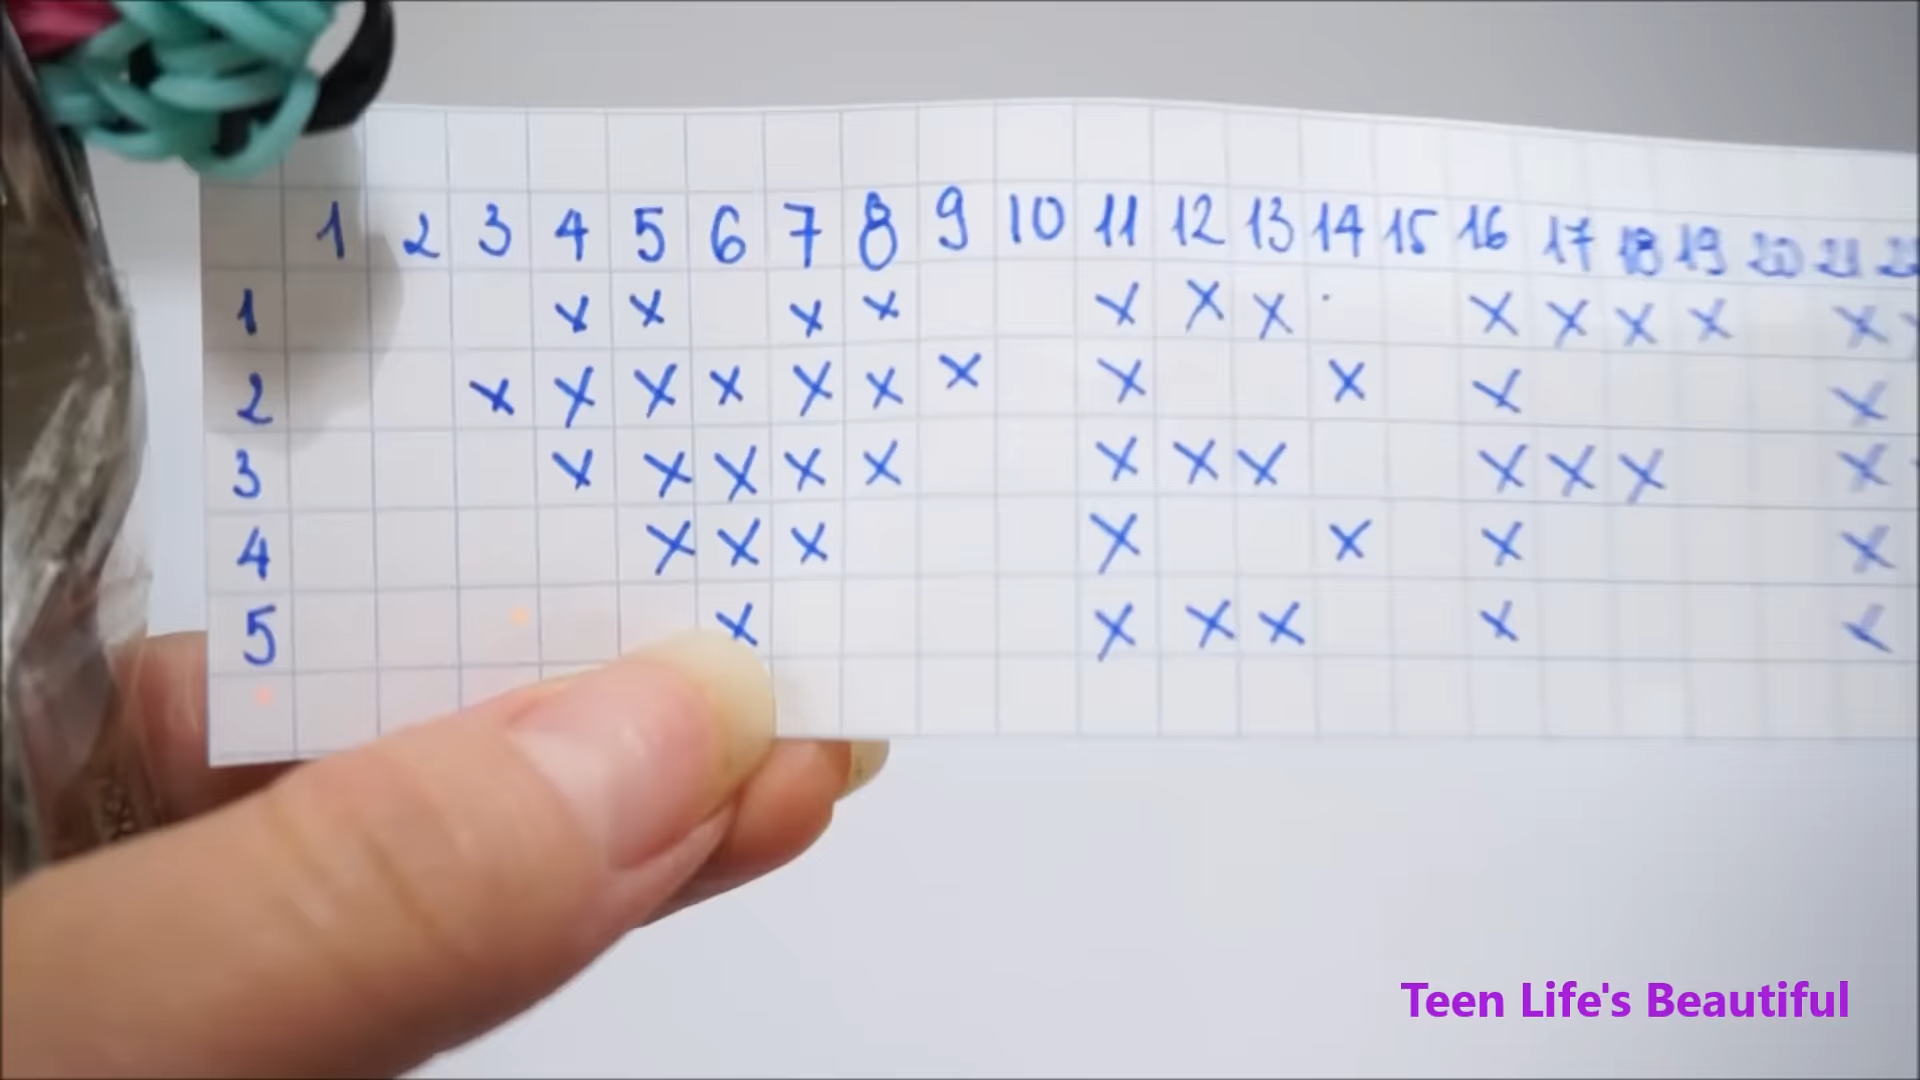 1 2 3 4 5 6 7 8 9 10 11 12 13 14 15 16 17 18 19 20 21 22
1 x x x x x x x x x x x x
2 x x x x x x x x x x x
3 x x x x x x x x x x x x
4 x x x x x x x
5 x x x x x x
Teen Life's Beautiful